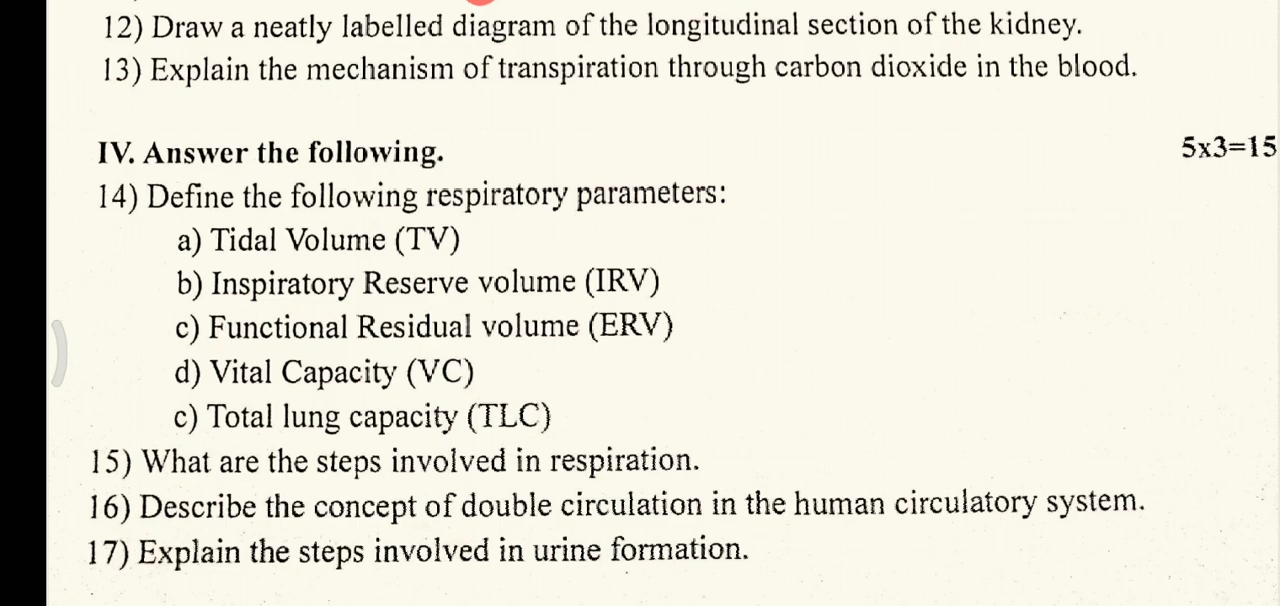 12) Draw a neatly labelled diagram of the longitudinal section of the kidney.
13) Explain the mechanism of transpiration through carbon dioxide in the blood.
IV. Answer the following. 5x3=15
14) Define the following respiratory parameters:
a) Tidal Volume (TV)
b) Inspiratory Reserve volume (IRV)
c) Functional Residual volume (ERV)
d) Vital Capacity (VC)
c) Total lung capacity (TLC)
15) What are the steps involved in respiration.
16) Describe the concept of double circulation in the human circulatory system.
17) Explain the steps involved in urine formation.